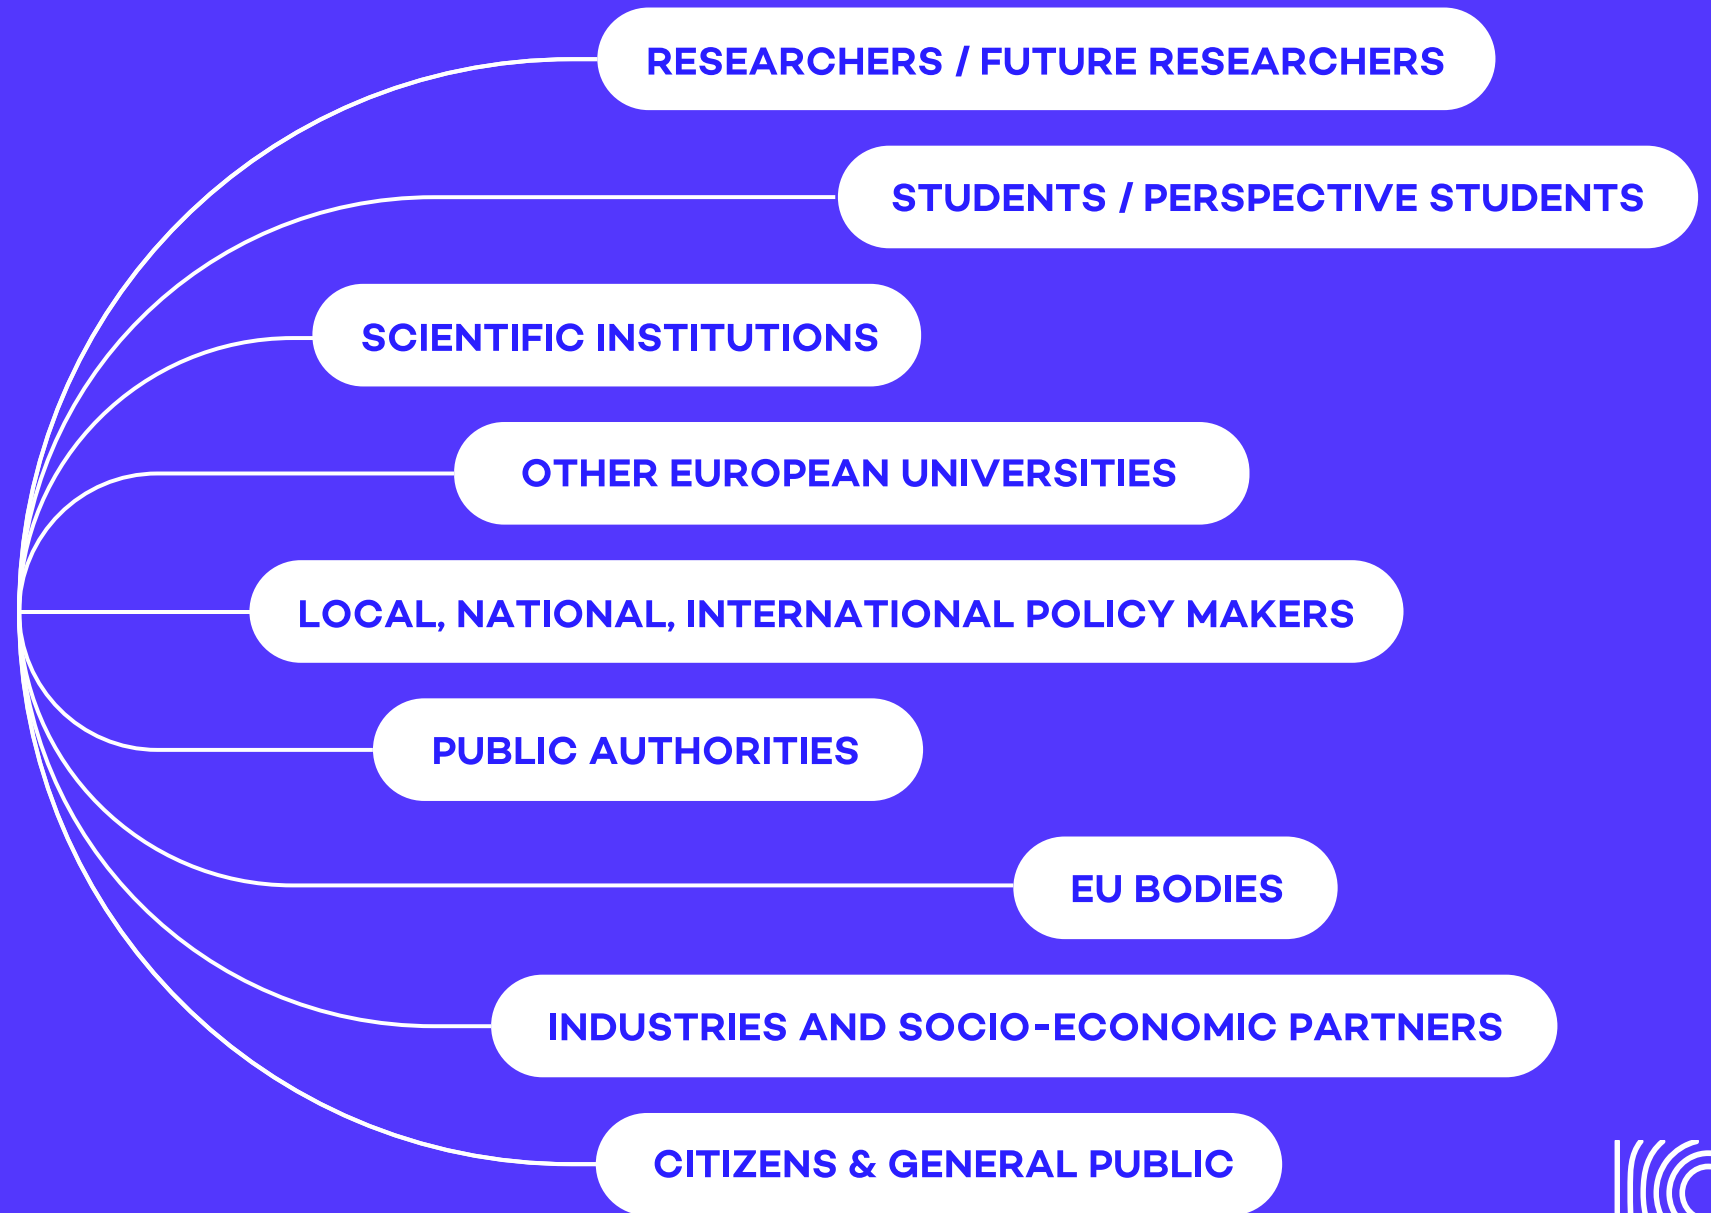 RESEARCHERS / FUTURE RESEARCHERS
STUDENTS / PERSPECTIVE STUDENTS
SCIENTIFIC INSTITUTIONS
OTHER EUROPEAN UNIVERSITIES
LOCAL, NATIONAL, INTERNATIONAL POLICY MAKERS
PUBLIC AUTHORITIES
EU BODIES
INDUSTRIES AND SOCIO-ECONOMIC PARTNERS
CITIZENS & GENERAL PUBLIC